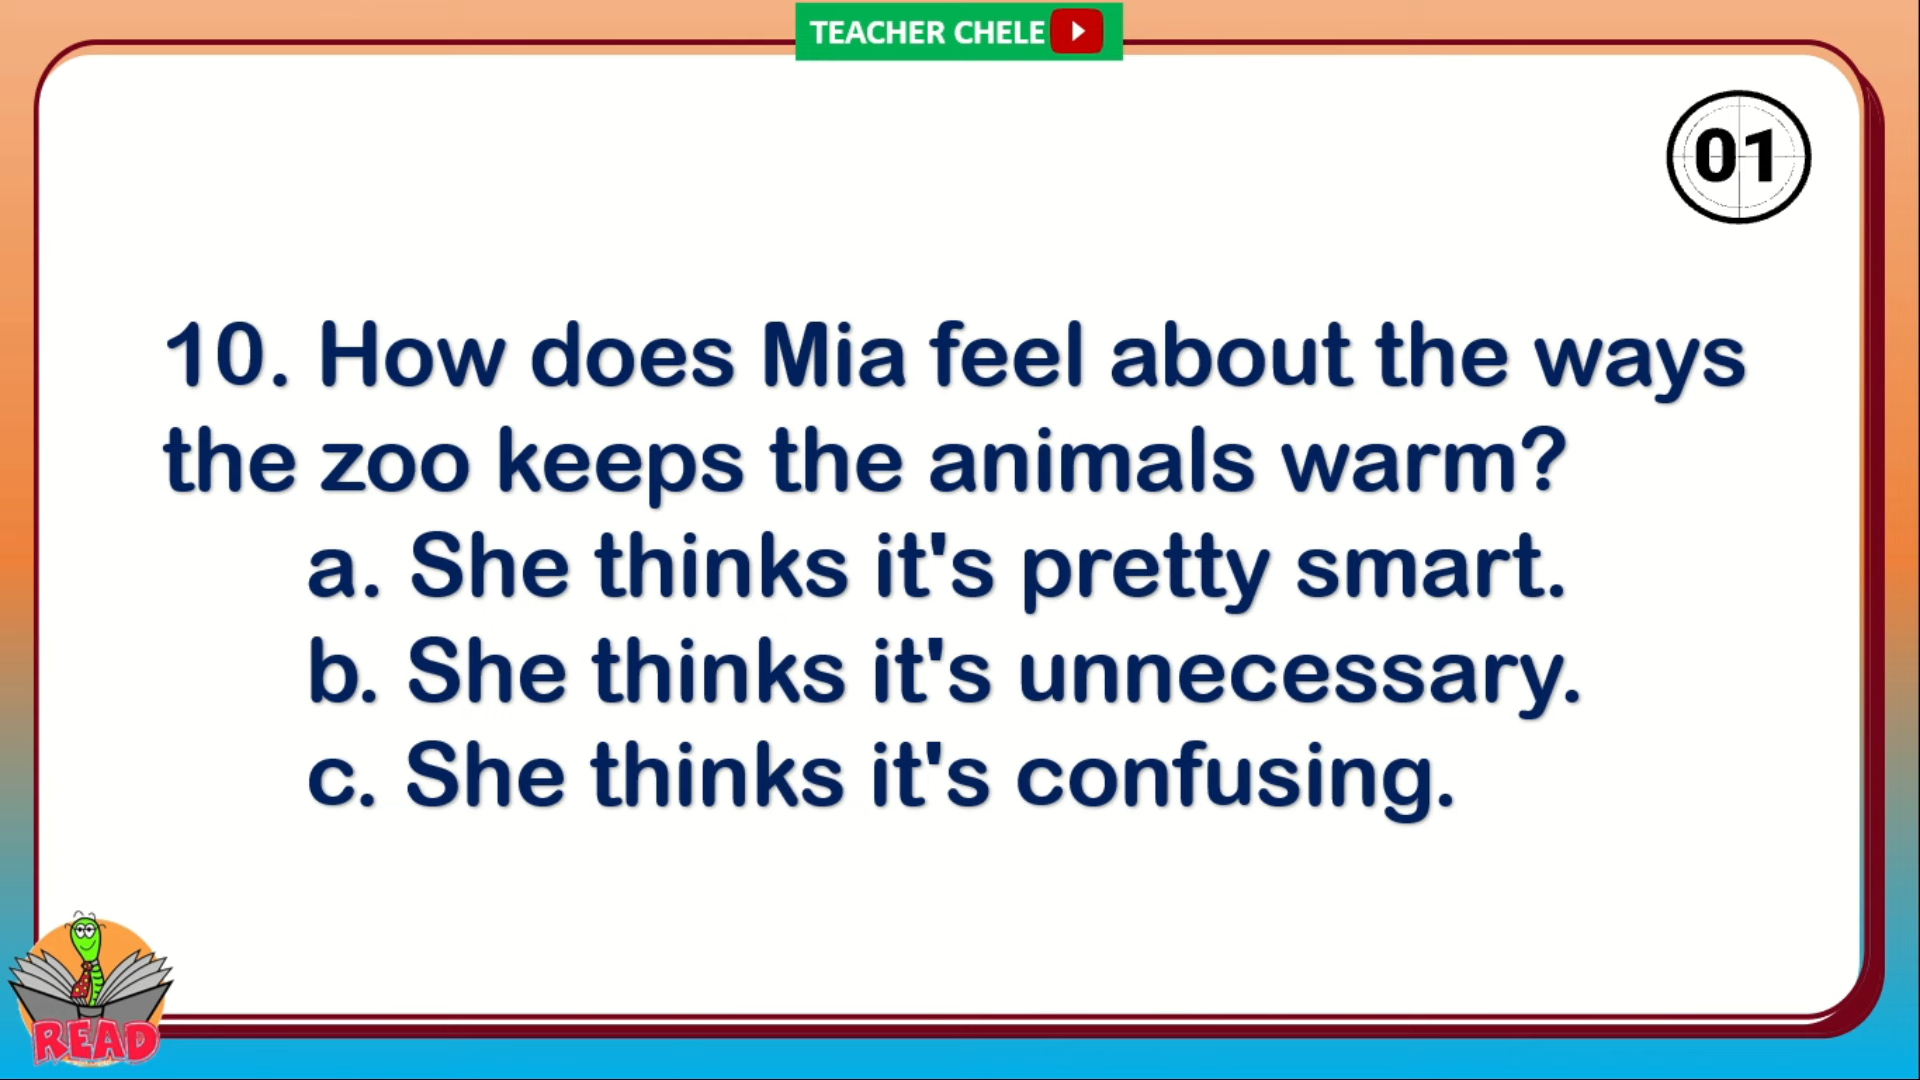 TEACHER CHELE
01
10. How does Mia feel about the ways
the zoo keeps the animals warm?
a. She thinks it's pretty smart.
b. She thinks it's unnecessary.
c. She thinks it's confusing.
READ